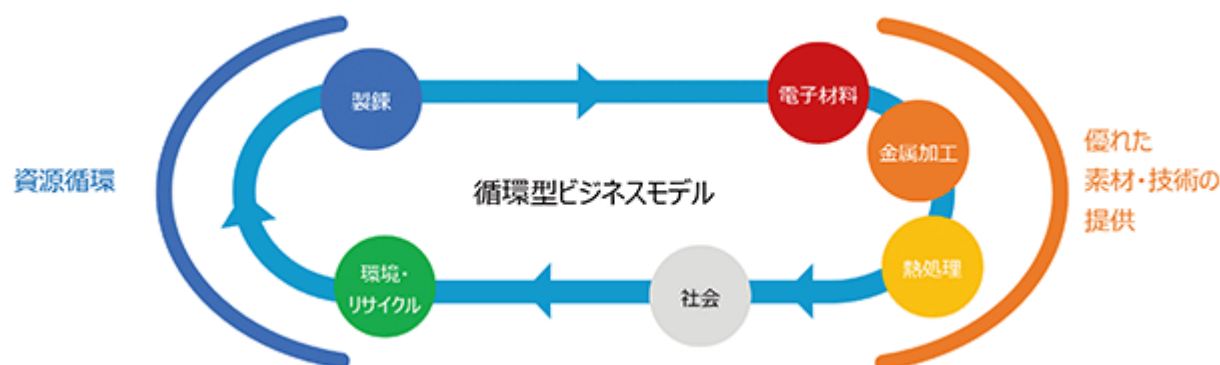 製錬
電子材料
金属加工
優れた
素材・技術の
提供
資源循環
循環型ビジネスモデル
熱処理
環境・
リサイクル
社会